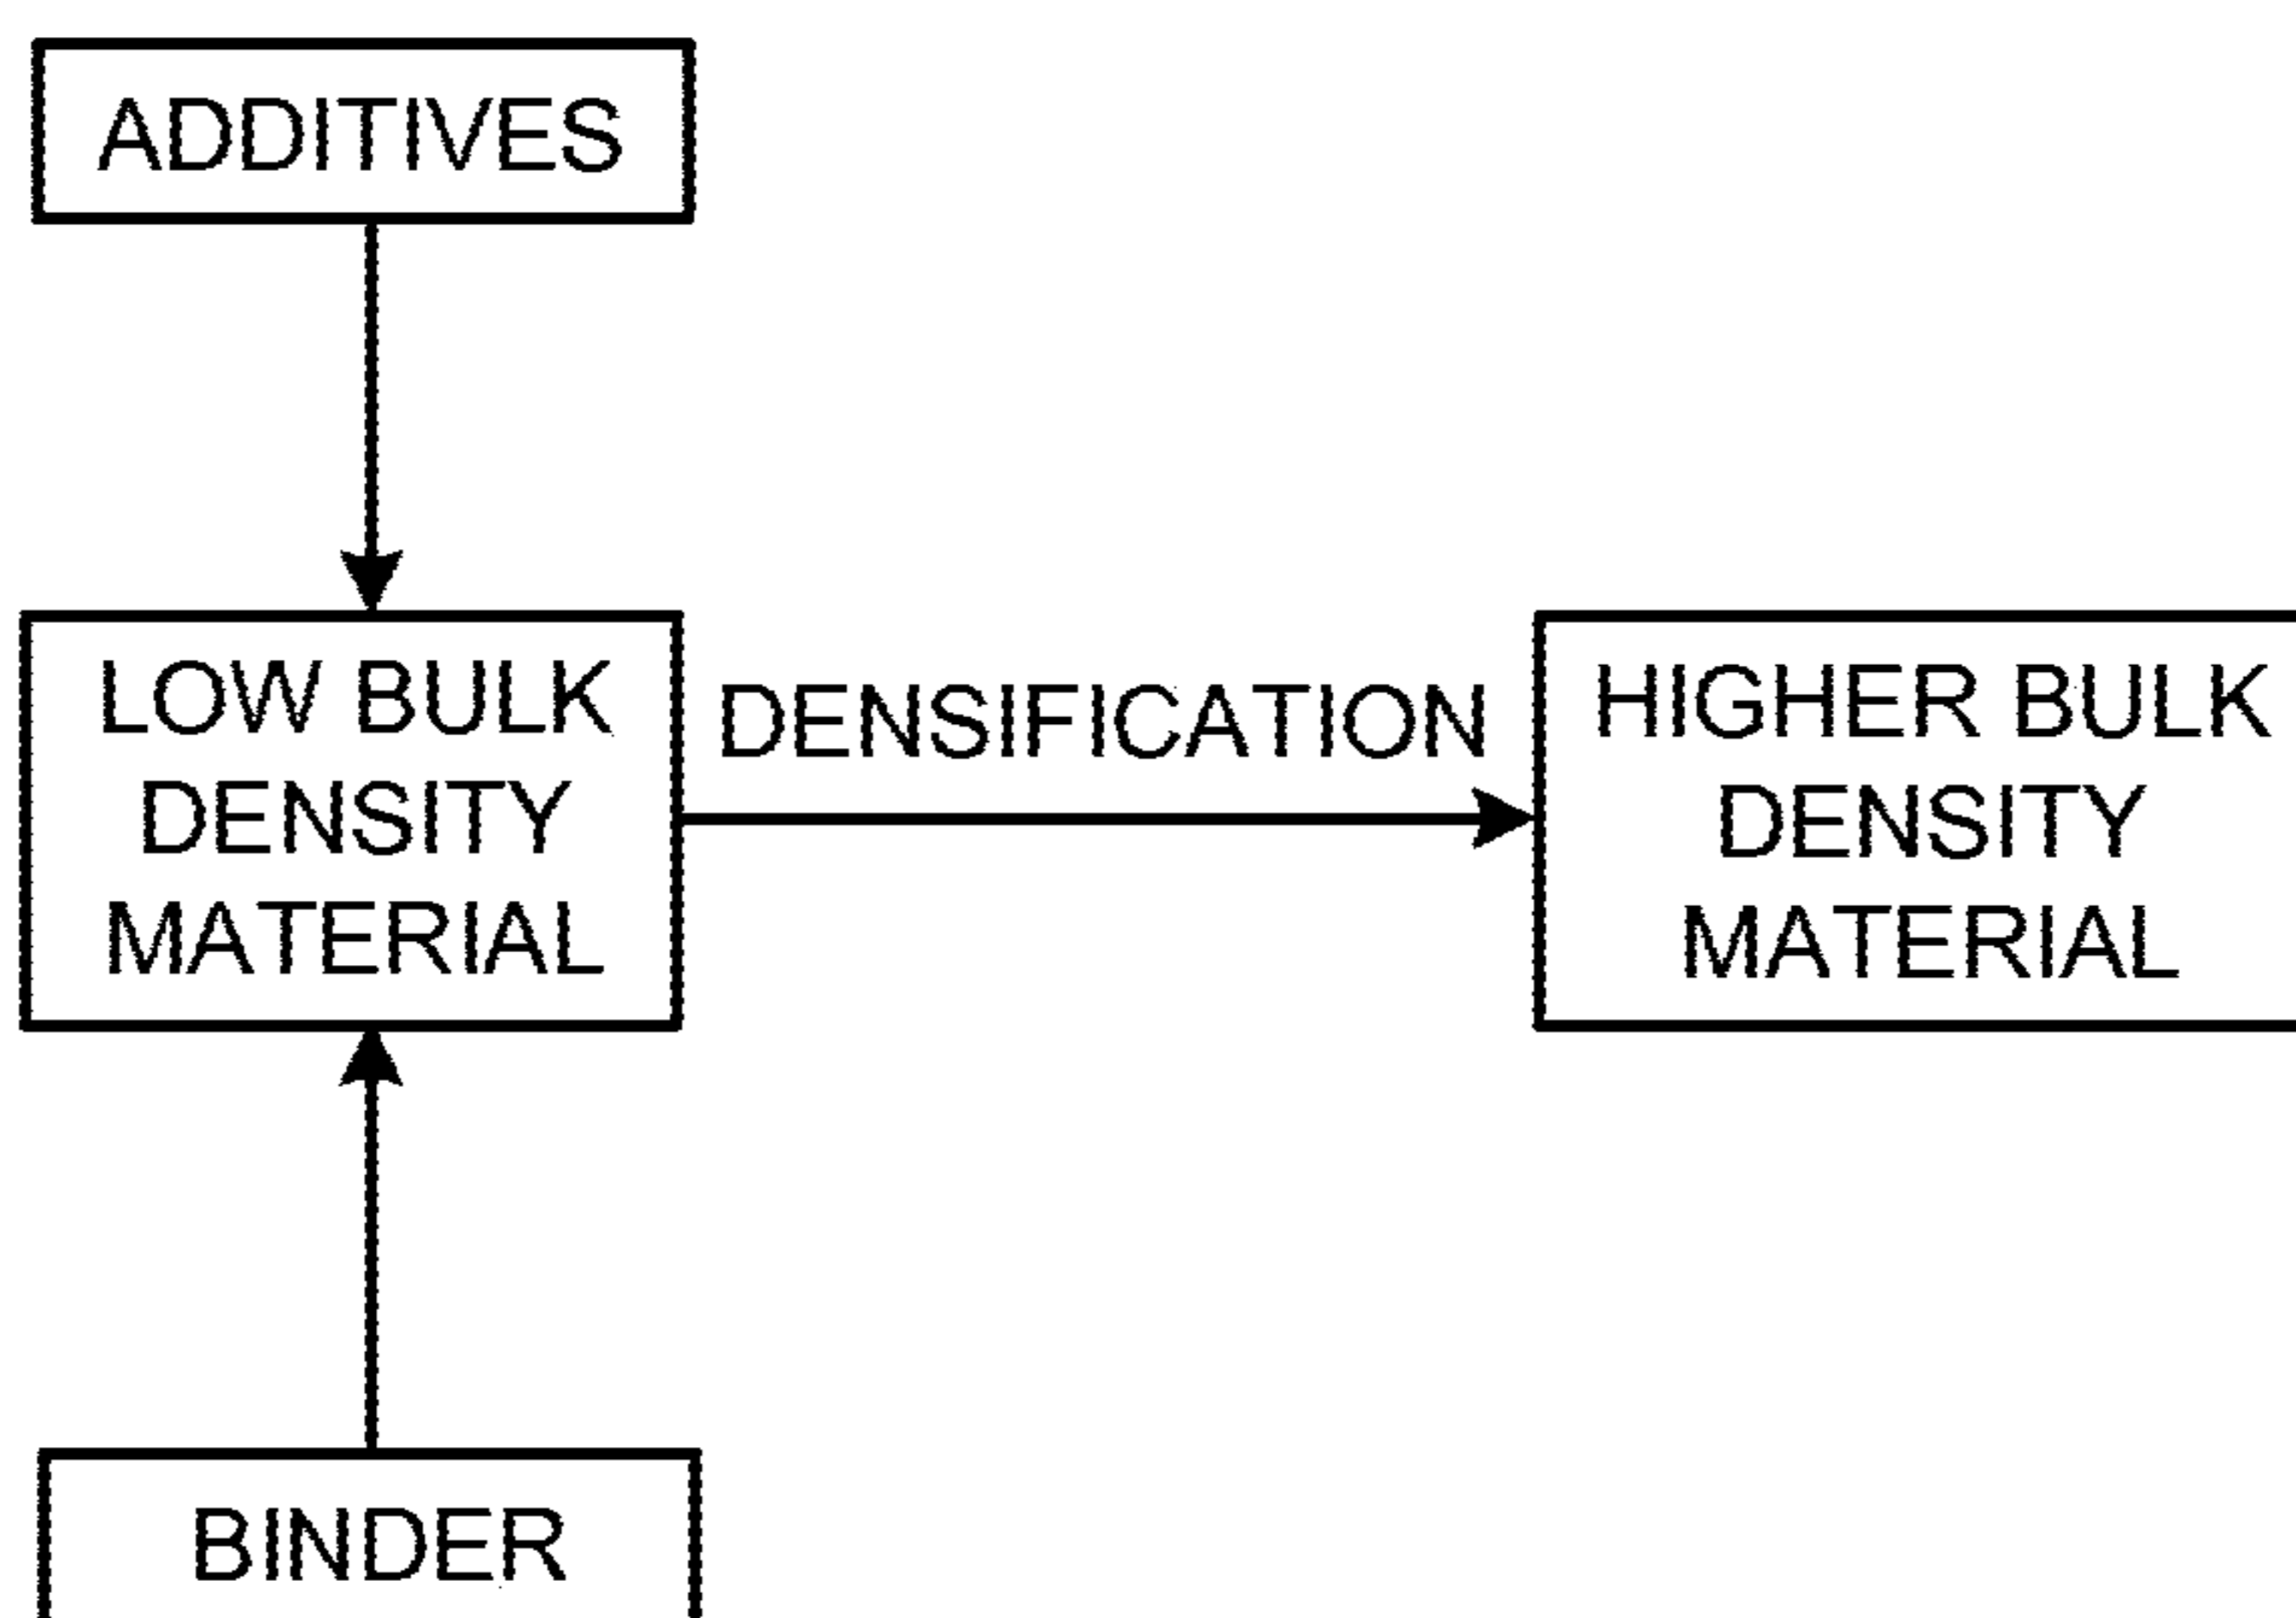 ADDITIVES
LOW BULK
DENSITY
MATERIAL
DENSIFICATION
HIGHER BULK
DENSITY
MATERIAL
BINDER